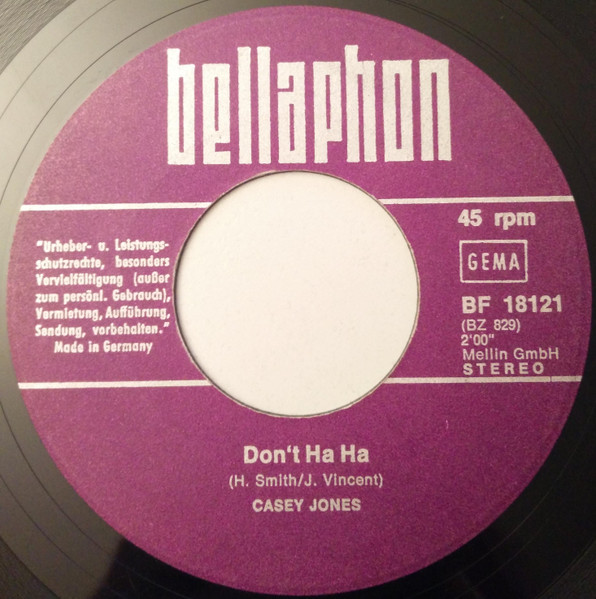 bellaphon
"Urheber- u. Leistungs-
schutzrechte, besonders
Vervielfältigung (außer
zum persönl. Gebrauch),
Vermietung, Aufführung,
Sendung, vorbehalten."
Made in Germany
45 rpm
GEMA
BF 18121
(BZ 829)
2'00"
Mellin GmbH
STEREO
Don't Ha Ha
(H. Smith/J. Vincent)
CASEY JONES